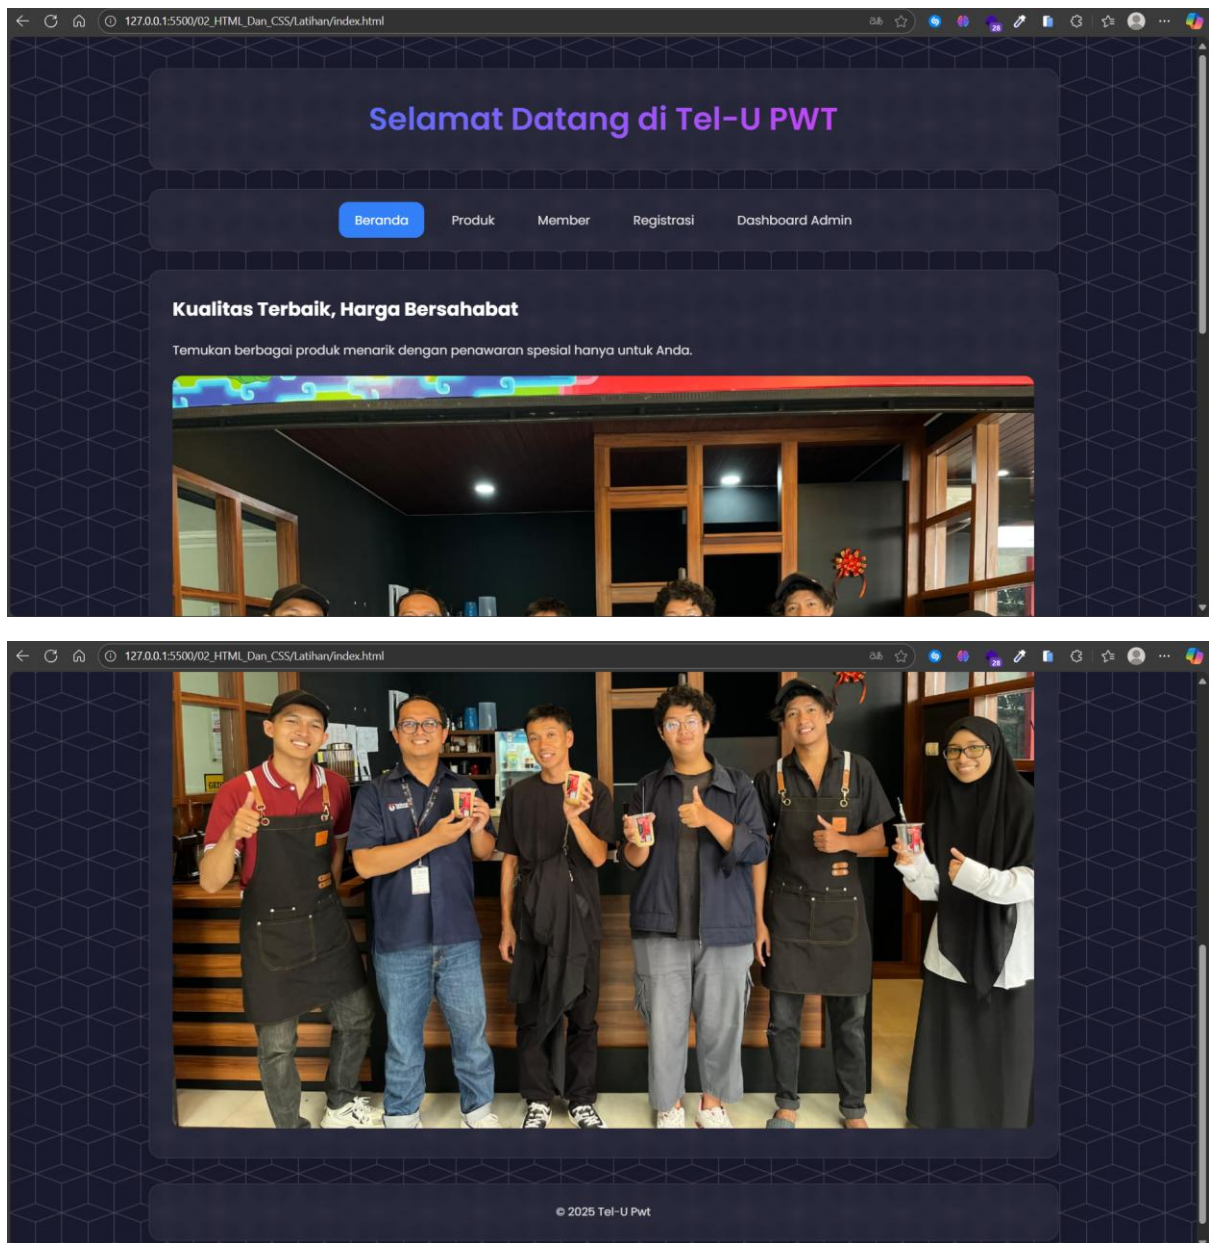 127.0.0.1:5500/02_HTML_Dan_CSS/Latihan/index.html
28
Selamat Datang di Tel-U PWT
Beranda Produk Member Registrasi Dashboard Admin
Kualitas Terbaik, Harga Bersahabat
Temukan berbagai produk menarik dengan penawaran spesial hanya untuk Anda.
127.0.0.1:5500/02_HTML_Dan_CSS/Latihan/index.html
28
© 2025 Tel-U Pwt